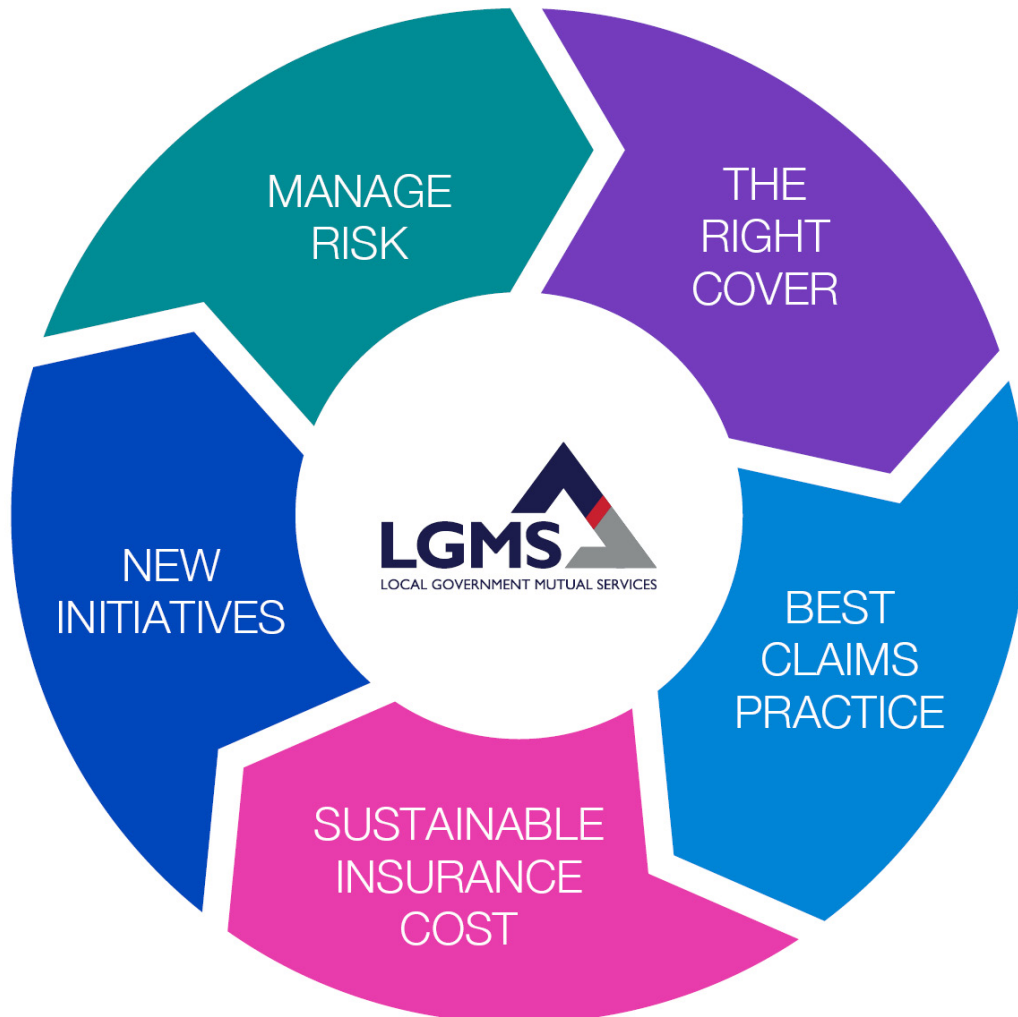 MANAGE
RISK
THE
RIGHT
COVER
BEST
CLAIMS
PRACTICE
SUSTAINABLE
INSURANCE
COST
NEW
INITIATIVES
LGMS
LOCAL GOVERNMENT MUTUAL SERVICES